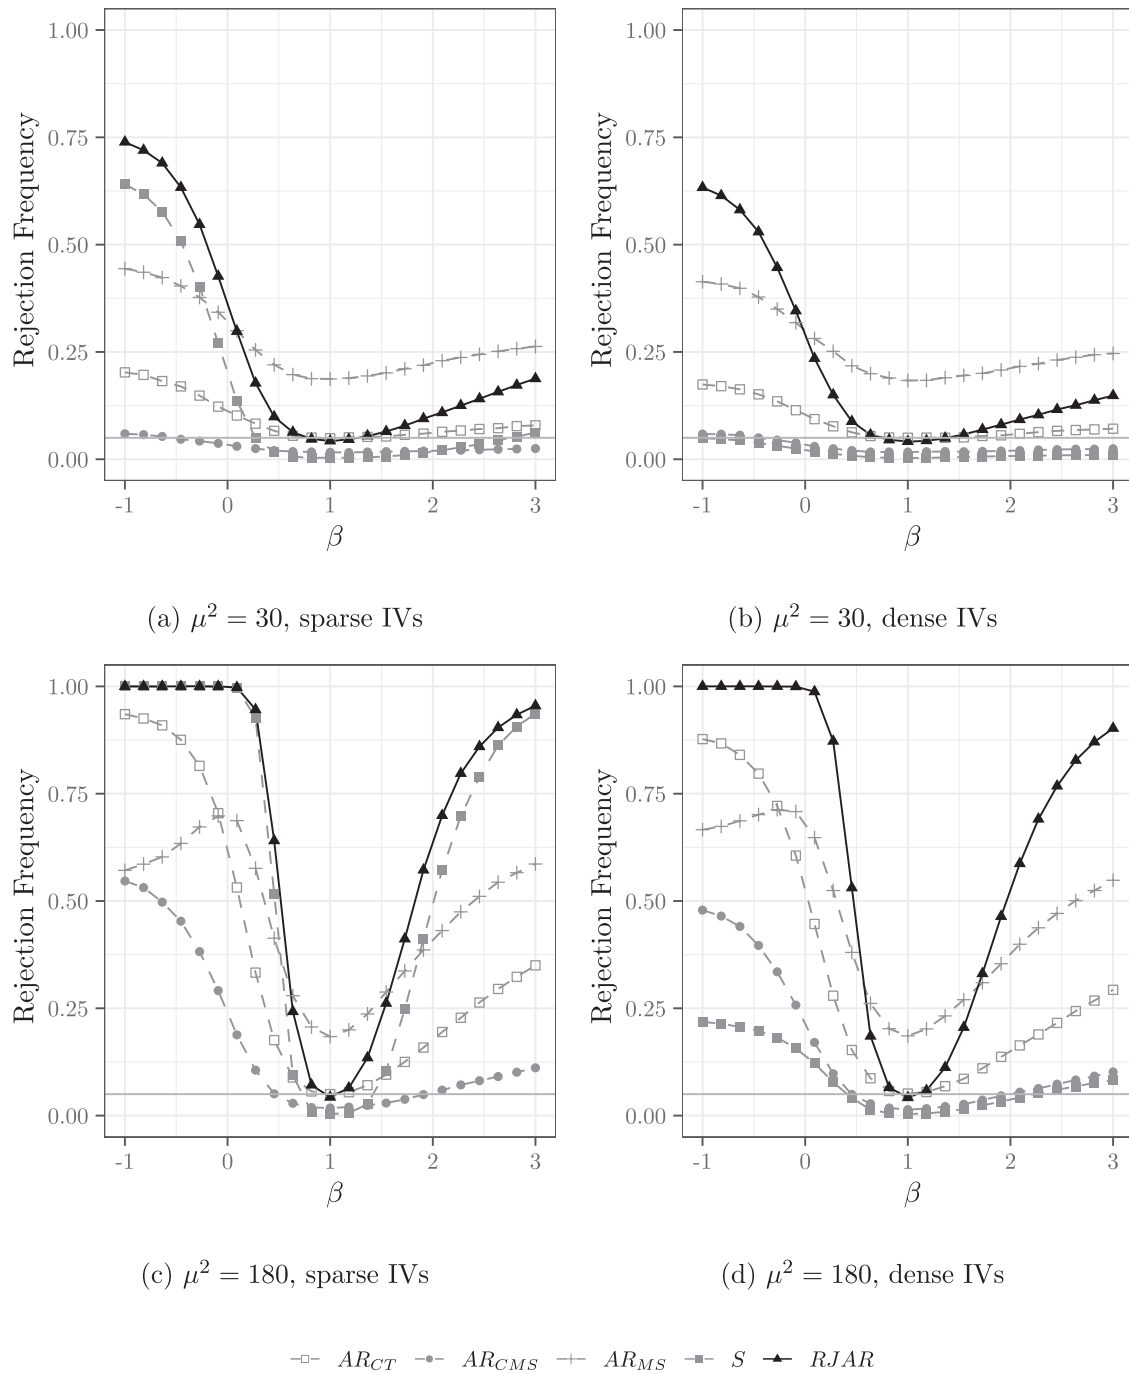 1.00
0.75
0.50
0.25
0.00
Rejection Frequency
-1 0 1 2 3
β
(a) μ² = 30, sparse IVs
1.00
0.75
0.50
0.25
0.00
Rejection Frequency
-1 0 1 2 3
β
(b) μ² = 30, dense IVs
1.00
0.75
0.50
0.25
0.00
Rejection Frequency
-1 0 1 2 3
β
(c) μ² = 180, sparse IVs
1.00
0.75
0.50
0.25
0.00
Rejection Frequency
-1 0 1 2 3
β
(d) μ² = 180, dense IVs
AR_CT AR_CMS AR_MS S RJAR